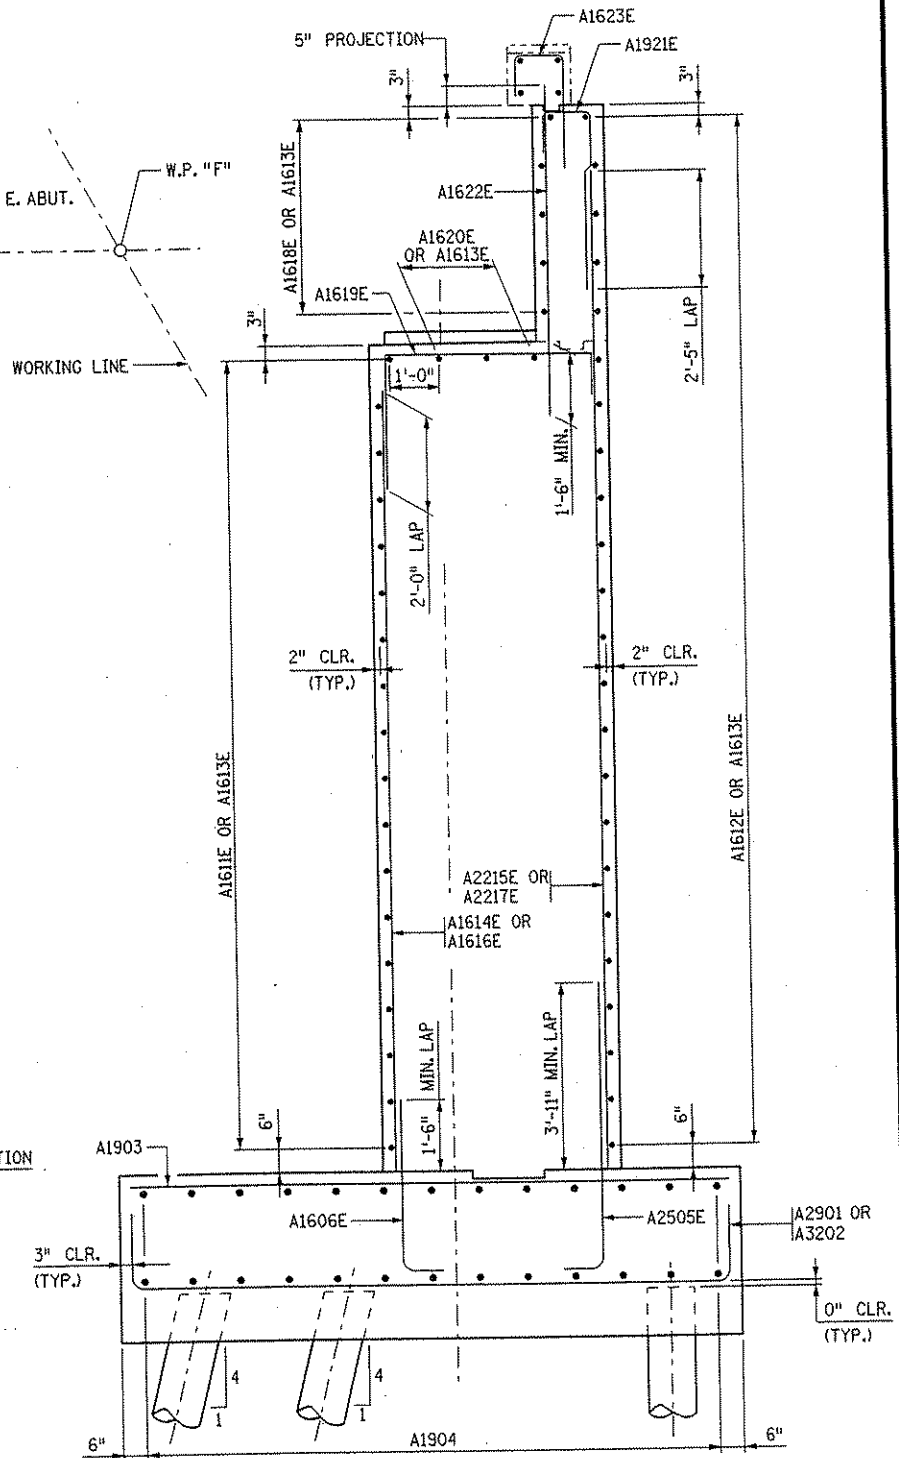 A1623E
5" PROJECTION
A1921E
3"
3"
W.P. "F"
E. ABUT.
A1618E OR A1613E
A1622E
A1620E
OR A1613E
A1619E
2'-5" LAP
3"
WORKING LINE
1'-0"
1'-6" MIN.
2'-0" LAP
2" CLR.
(TYP.)
2" CLR.
(TYP.)
A1611E OR A1613E
A1612E OR A1613E
A2215E OR
A2217E
A1614E OR
A1616E
1'-6" MIN. LAP
3'-11" MIN. LAP
6"
6"
TION
A1903
A1606E
A2505E
A2901 OR
A3202
3" CLR.
(TYP.)
0" CLR.
(TYP.)
4
1
4
1
6"
A1904
6"